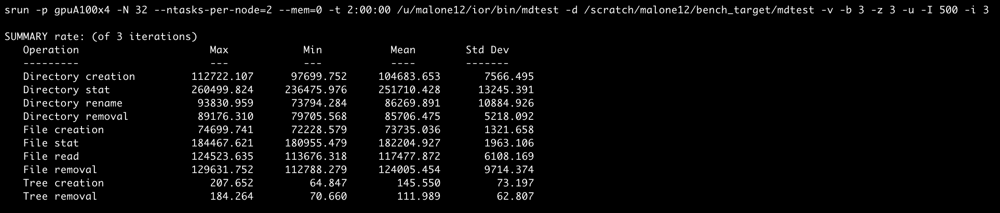 srun -p gpuA100x4 -N 32 --ntasks-per-node=2 --mem=0 -t 2:00:00 /u/malone12/ior/bin/mdtest -d /scratch/malone12/bench_target/mdtest -v -b 3 -z 3 -u -I 500 -i 3

SUMMARY rate: (of 3 iterations)
   Operation                     Max            Min           Mean        Std Dev
   ---------                     ---            ---           ----        -------
   Directory creation         112722.107      97699.752     104683.653       7566.495
   Directory stat             260499.824     236475.976     251710.428      13245.391
   Directory rename            93830.959      73794.284      86269.891      10884.926
   Directory removal           89176.310      79705.568      85706.475       5218.092
   File creation               74699.741      72228.579      73735.036       1321.658
   File stat                  184467.621     180955.479     182204.927       1963.106
   File read                  124523.635     113676.318     117477.872       6108.169
   File removal               129631.752     112788.279     124005.454       9714.374
   Tree creation                 207.652         64.847        145.550         73.197
   Tree removal                  184.264         70.660        111.989         62.807